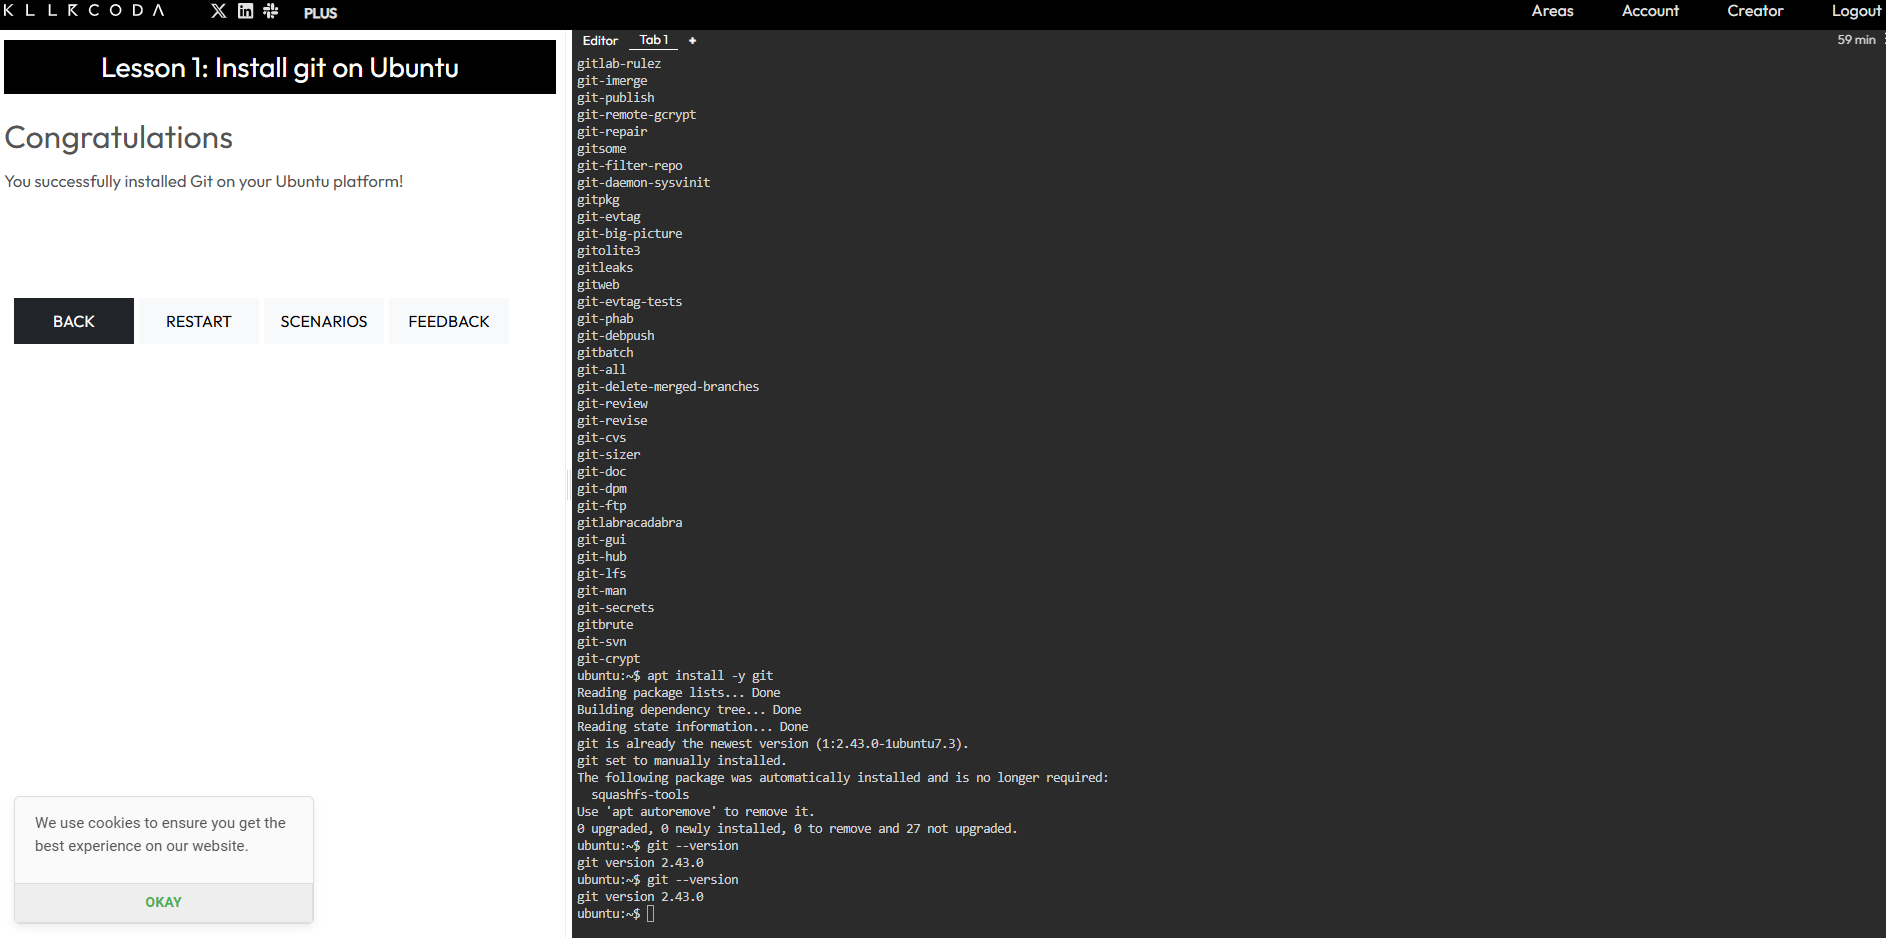 KLLRCODA
PLUS
Areas Account Creator Logout
Lesson 1: Install git on Ubuntu
Congratulations
You successfully installed Git on your Ubuntu platform!
BACK RESTART SCENARIOS FEEDBACK
We use cookies to ensure you get the
best experience on our website.
OKAY
Editor Tab 1 +
59 min
gitlab-rulez
git-imerge
git-publish
git-remote-gcrypt
git-repair
gitsome
git-filter-repo
git-daemon-sysvinit
gitpkg
git-evtag
git-big-picture
gitolite3
gitleaks
gitweb
git-evtag-tests
git-phab
git-debpush
gitbatch
git-all
git-delete-merged-branches
git-review
git-revise
git-cvs
git-sizer
git-doc
git-dpm
git-ftp
gitlabracadabra
git-gui
git-hub
git-lfs
git-man
git-secrets
gitbrute
git-svn
git-crypt
ubuntu:~$ apt install -y git
Reading package lists... Done
Building dependency tree... Done
Reading state information... Done
git is already the newest version (1:2.43.0-1ubuntu7.3).
git set to manually installed.
The following package was automatically installed and is no longer required:
  squashfs-tools
Use 'apt autoremove' to remove it.
0 upgraded, 0 newly installed, 0 to remove and 27 not upgraded.
ubuntu:~$ git --version
git version 2.43.0
ubuntu:~$ git --version
git version 2.43.0
ubuntu:~$